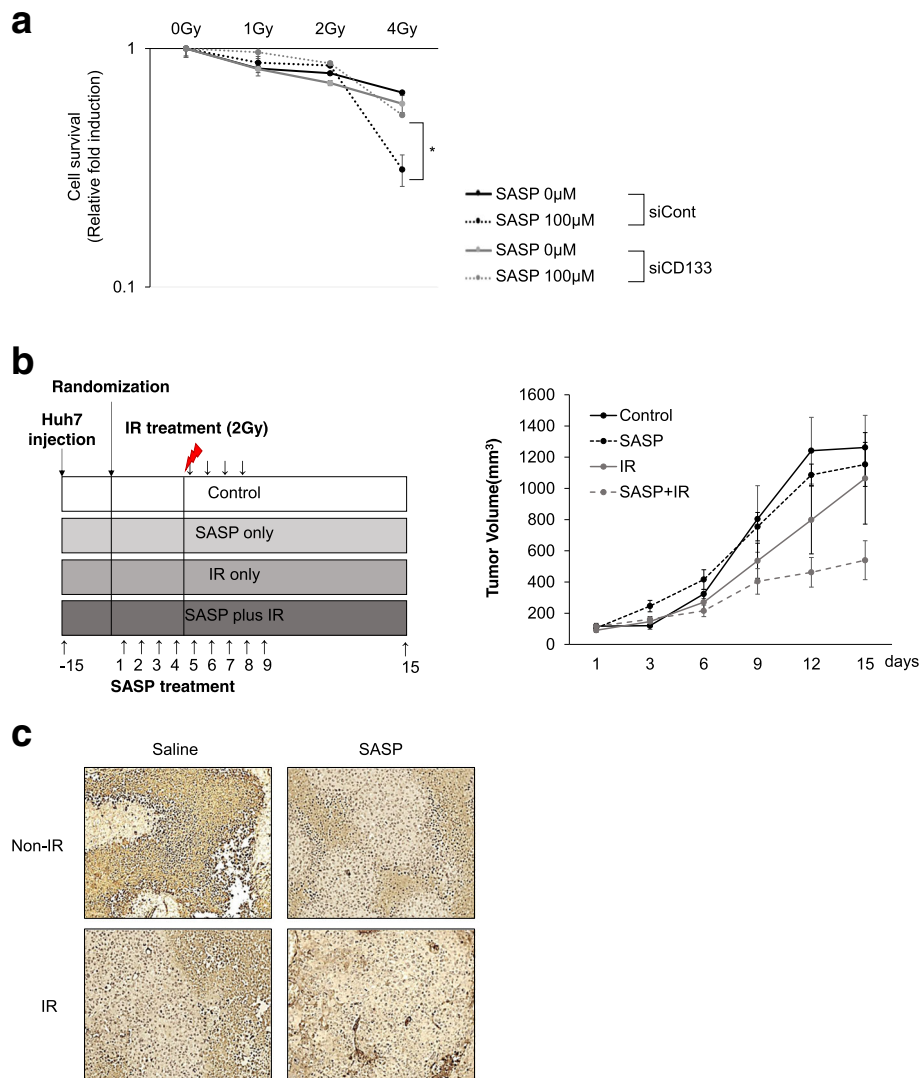 a
0Gy 1Gy 2Gy 4Gy
1
Cell survival
(Relative fold induction)
0.1
*
SASP 0μM
SASP 100μM
siCont
SASP 0μM
SASP 100μM
siCD133
b
Randomization
Huh7
injection
IR treatment (2Gy)
Control
SASP only
IR only
SASP plus IR
-15 1 2 3 4 5 6 7 8 9 15
SASP treatment
Tumor Volume(mm³)
1600
1400
1200
1000
800
600
400
200
0
Control
SASP
IR
SASP+IR
1 3 6 9 12 15 days
c
Saline SASP
Non-IR
IR